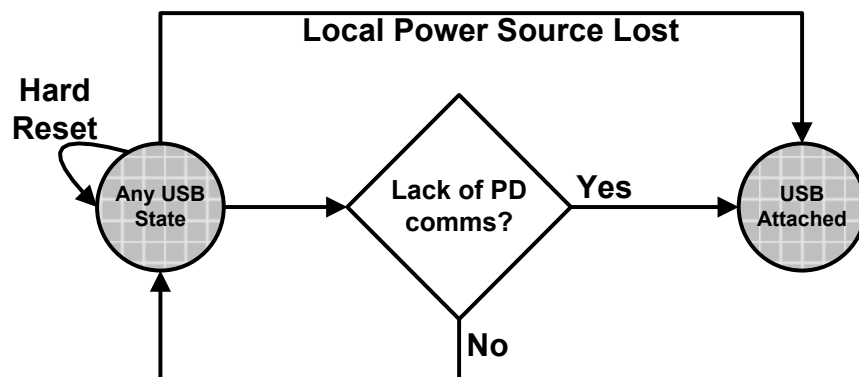 Local Power Source Lost
Hard
Reset
Any USB
State
Lack of PD
comms?
Yes
USB
Attached
No